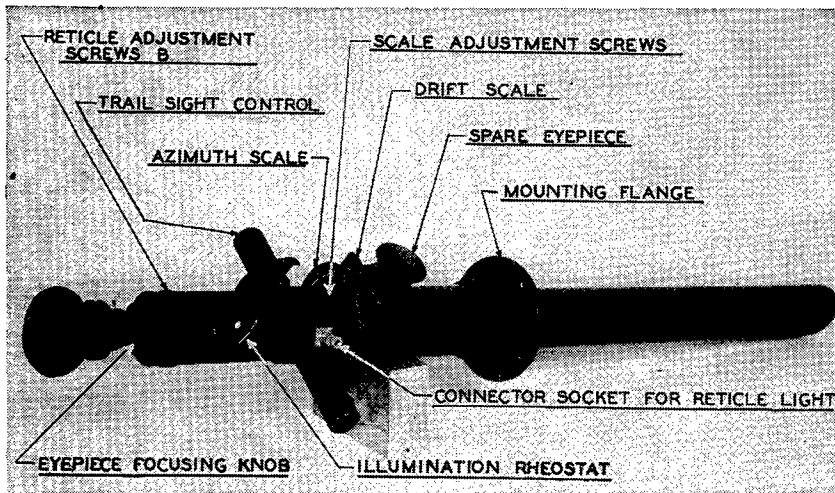 RETICLE ADJUSTMENT
SCREWS B
SCALE ADJUSTMENT SCREWS
TRAIL SIGHT CONTROL
DRIFT SCALE
AZIMUTH SCALE
SPARE EYEPIECE
MOUNTING FLANGE
CONNECTOR SOCKET FOR RETICLE LIGHT
EYEPIECE FOCUSING KNOB
ILLUMINATION RHEOSTAT